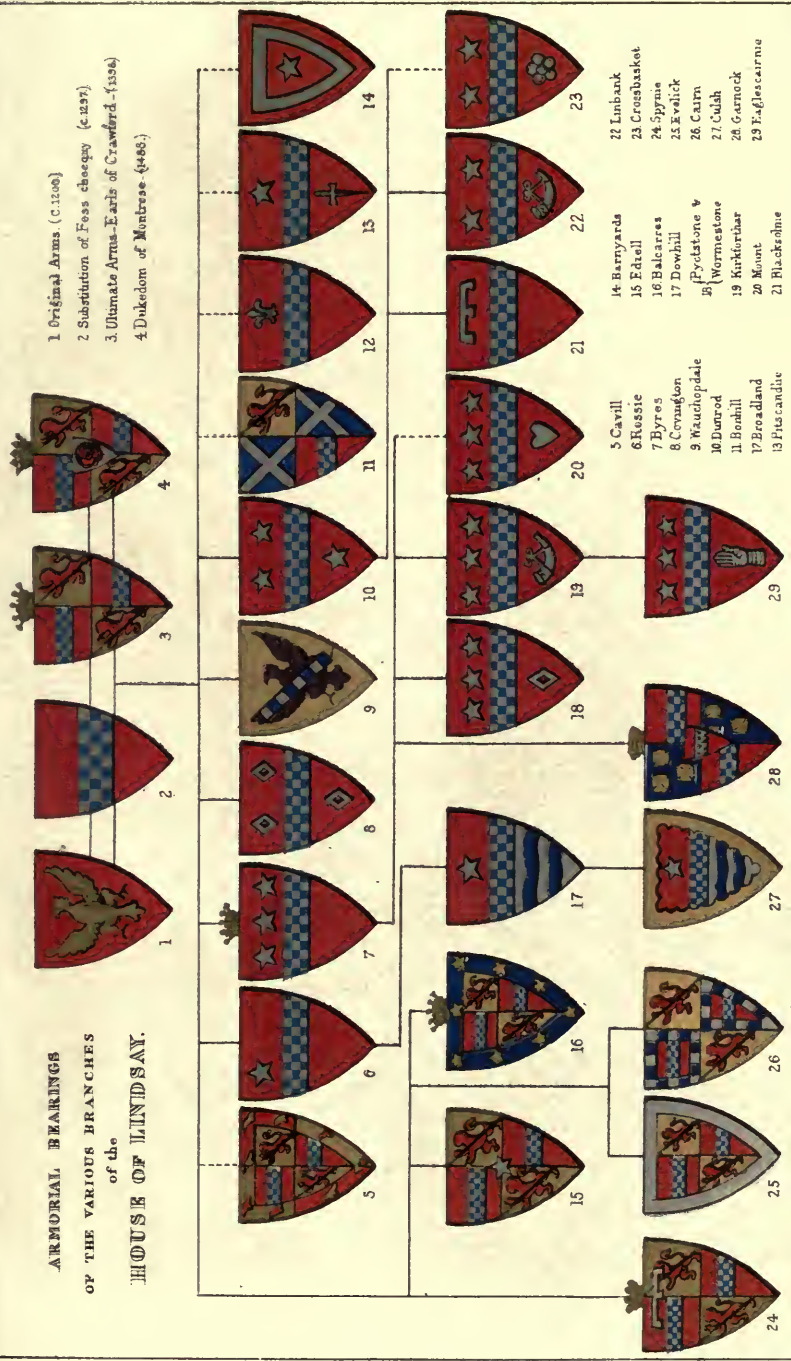 ARMORIAL BEARINGS
OF THE VARIOUS BRANCHES
of the
HOUSE OF LINDSAY.
1 Original Arms. (c.1200.)
2 Substitution of Fess cheeqny (c.1297)
3. Ultimate Arms-Earls of Crawford-(1398)
4 Dukedom of Montrose-(1488.)
1
2
3
4
5
6
7
8
9
10
11
12
13
14
15
16
17
18
19
20
21
22
23
24
25
26
27
28
29
5 Cavill
6 Rossie
7 Byres
8. Covington
9. Wauchopdale
10. Dunrod
11. Bonhill
12. Broadland
13 Pitscandlie
14. Barnyards
15 Edzell
16. Balcarres
17 Dowhill
18 {Pyetstone &
Wormestone
19 Kirkforthar
20 Mount
21 Blacksolme
22 Linbank
23. Crossbasket
24. Spynie
25. Evelick
26. Cairn
27. Culsh
28. Garnock
29 Eaglescairnie